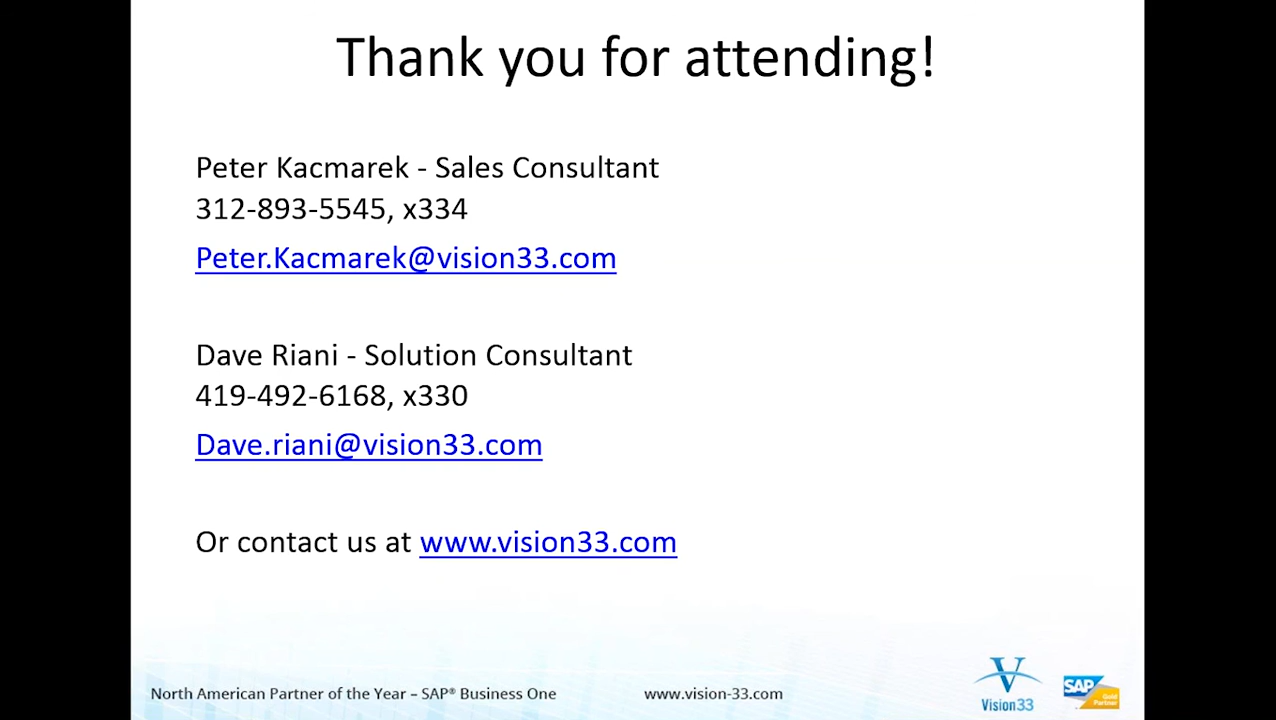 Thank you for attending!
Peter Kacmarek - Sales Consultant
312-893-5545, x334
Peter.Kacmarek@vision33.com
Dave Riani - Solution Consultant
419-492-6168, x330
Dave.riani@vision33.com
Or contact us at www.vision33.com
North American Partner of the Year – SAP® Business One
www.vision-33.com
Vision33
SAP
Gold
Partner